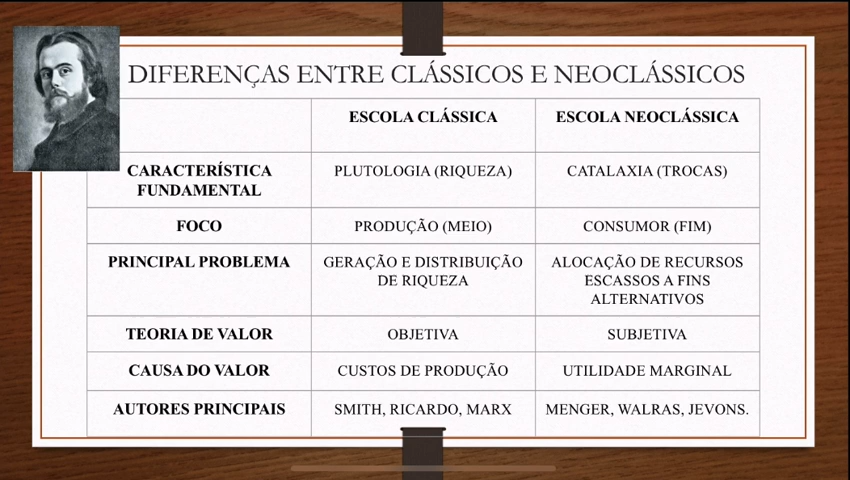 DIFERENÇAS ENTRE CLÁSSICOS E NEOCLÁSSICOS
ESCOLA CLÁSSICA
ESCOLA NEOCLÁSSICA
CARACTERÍSTICA
FUNDAMENTAL
PLUTOLOGIA (RIQUEZA)
CATALAXIA (TROCAS)
FOCO
PRODUÇÃO (MEIO)
CONSUMOR (FIM)
PRINCIPAL PROBLEMA
GERAÇÃO E DISTRIBUIÇÃO
DE RIQUEZA
ALOCAÇÃO DE RECURSOS
ESCASSOS A FINS
ALTERNATIVOS
TEORIA DE VALOR
OBJETIVA
SUBJETIVA
CAUSA DO VALOR
CUSTOS DE PRODUÇÃO
UTILIDADE MARGINAL
AUTORES PRINCIPAIS
SMITH, RICARDO, MARX
MENGER, WALRAS, JEVONS.